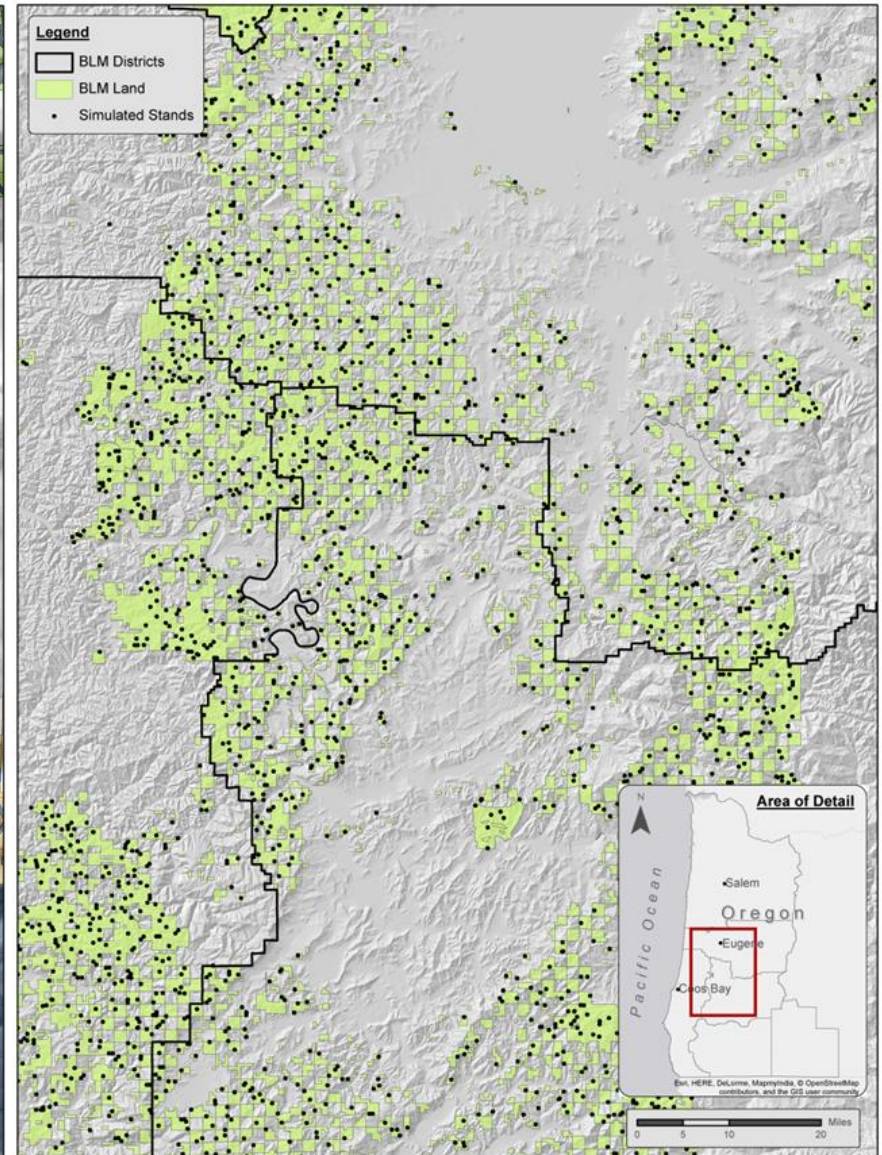 Legend
BLM Districts
BLM Land
Simulated Stands
N
Area of Detail
Salem
Oregon
Eugene
Coos Bay
Pacific Ocean
Esri, HERE, DeLorme, MapmyIndia, © OpenStreetMap
contributors, and the GIS user community
Miles
0 5 10 20